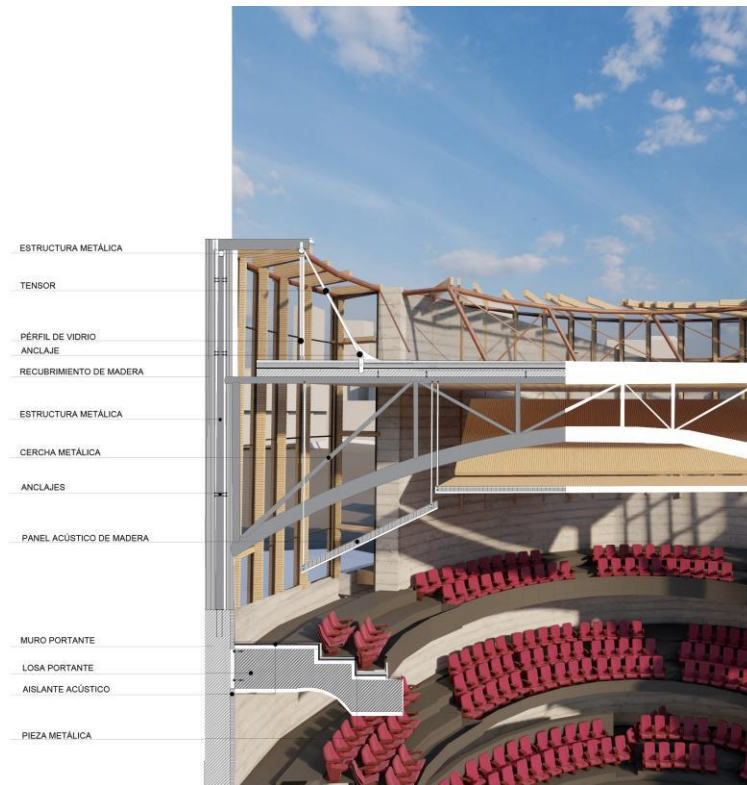 ESTRUCTURA METÁLICA
TENSOR
PÉRFIL DE VIDRIO
ANCLAJE
RECUBRIMIENTO DE MADERA
ESTRUCTURA METÁLICA
CERCHA METÁLICA
ANCLAJES
PANEL ACÚSTICO DE MADERA
MURO PORTANTE
LOSA PORTANTE
AISLANTE ACÚSTICO
PIEZA METÁLICA